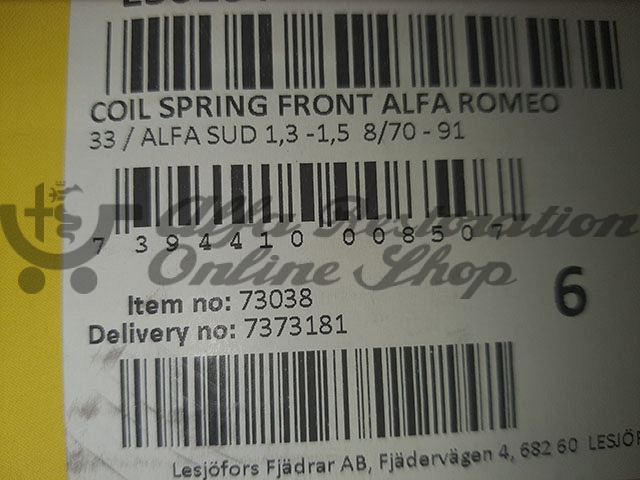 COIL SPRING FRONT ALFA ROMEO
33 / ALFA SUD 1,3 -1,5 8/70 - 91
7 394410 008507
Alfa Restoration
Online Shop
Item no: 73038
6
Delivery no: 7373181
Lesjöfors Fjädrar AB, Fjädervägen 4, 682 60 LESJÖF